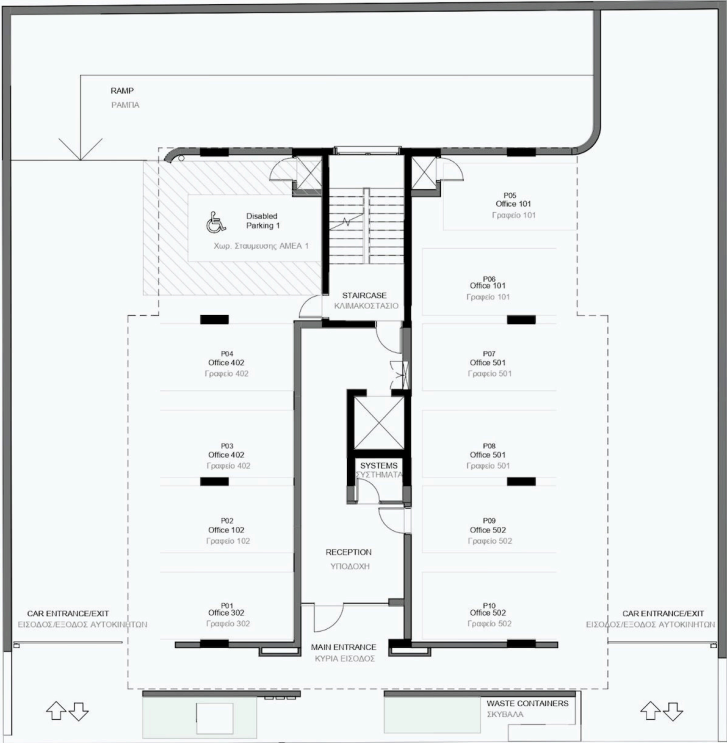 RAMP
ΡΑΜΠΑ
Disabled
Parking 1
Χωρ. Σταυμευσης ΑΜΕΑ 1
P05
Office 101
Γραφείο 101
P06
Office 101
Γραφείο 101
STAIRCASE
ΚΛΙΜΑΚΟΣΤΑΣΙΟ
P04
Office 402
Γραφείο 402
P07
Office 501
Γραφείο 501
P03
Office 402
Γραφείο 402
P08
Office 501
Γραφείο 501
SYSTEMS
ΣΥΣΤΗΜΑΤΑ
P02
Office 102
Γραφείο 102
P09
Office 502
Γραφείο 502
RECEPTION
ΥΠΟΔΟΧΗ
P01
Office 302
Γραφείο 302
P10
Office 502
Γραφείο 502
CAR ENTRANCE/EXIT
ΕΙΣΟΔΟΣ/ΕΞΟΔΟΣ ΑΥΤΟΚΙΝΗΤΩΝ
CAR ENTRANCE/EXIT
ΕΙΣΟΔΟΣ/ΕΞΟΔΟΣ ΑΥΤΟΚΙΝΗΤΩΝ
MAIN ENTRANCE
ΚΥΡΙΑ ΕΙΣΟΔΟΣ
WASTE CONTAINERS
ΣΚΥΒΑΛΑ